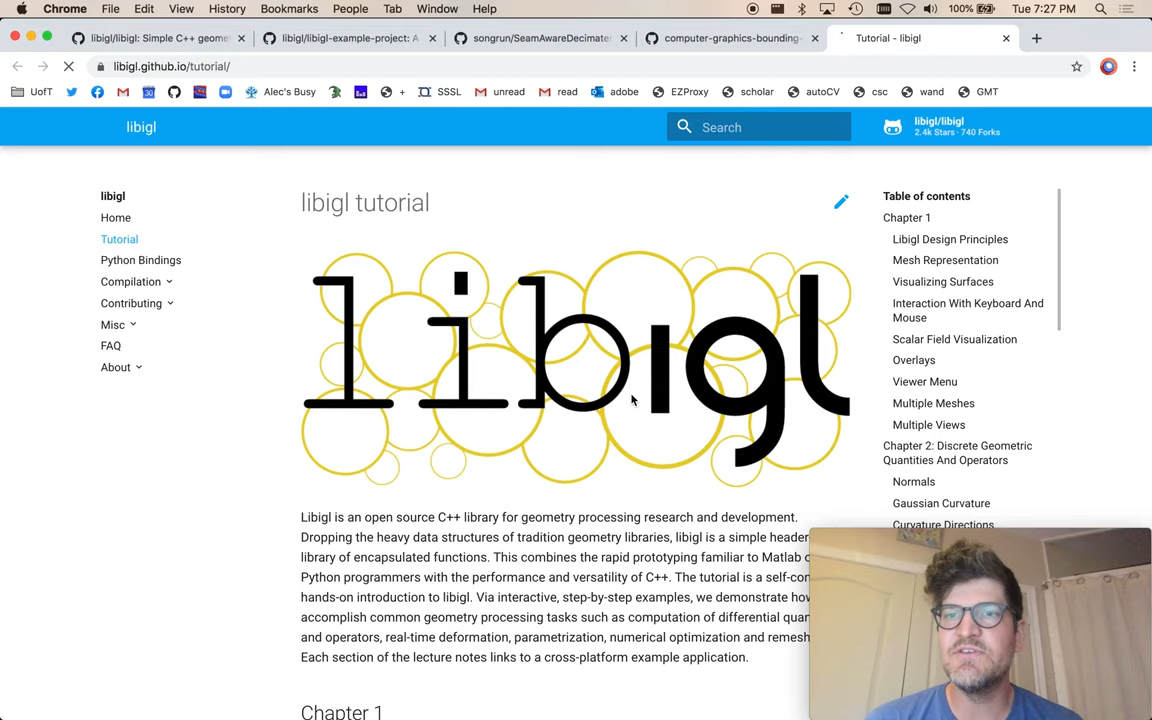 Chrome File Edit View History Bookmarks People Tab Window Help 100% Tue 7:27 PM
libigl/libigl: Simple C++ geome libigl/libigl-example-project: A songrun/SeamAwareDecimater computer-graphics-bounding- Tutorial - libigl
libigl.github.io/tutorial/
UofT Alec's Busy + SSSL unread read adobe EZProxy scholar autoCV csc wand GMT
libigl
Search
libigl/libigl
2.4k Stars · 740 Forks
libigl
Home
Tutorial
Python Bindings
Compilation
Contributing
Misc
FAQ
About
libigl tutorial
libigl
Libigl is an open source C++ library for geometry processing research and development.
Dropping the heavy data structures of tradition geometry libraries, libigl is a simple header
library of encapsulated functions. This combines the rapid prototyping familiar to Matlab o
Python programmers with the performance and versatility of C++. The tutorial is a self-con
hands-on introduction to libigl. Via interactive, step-by-step examples, we demonstrate how
accomplish common geometry processing tasks such as computation of differential quan
and operators, real-time deformation, parametrization, numerical optimization and remesh
Each section of the lecture notes links to a cross-platform example application.
Chapter 1
Table of contents
Chapter 1
Libigl Design Principles
Mesh Representation
Visualizing Surfaces
Interaction With Keyboard And
Mouse
Scalar Field Visualization
Overlays
Viewer Menu
Multiple Meshes
Multiple Views
Chapter 2: Discrete Geometric
Quantities And Operators
Normals
Gaussian Curvature
Curvature Directions